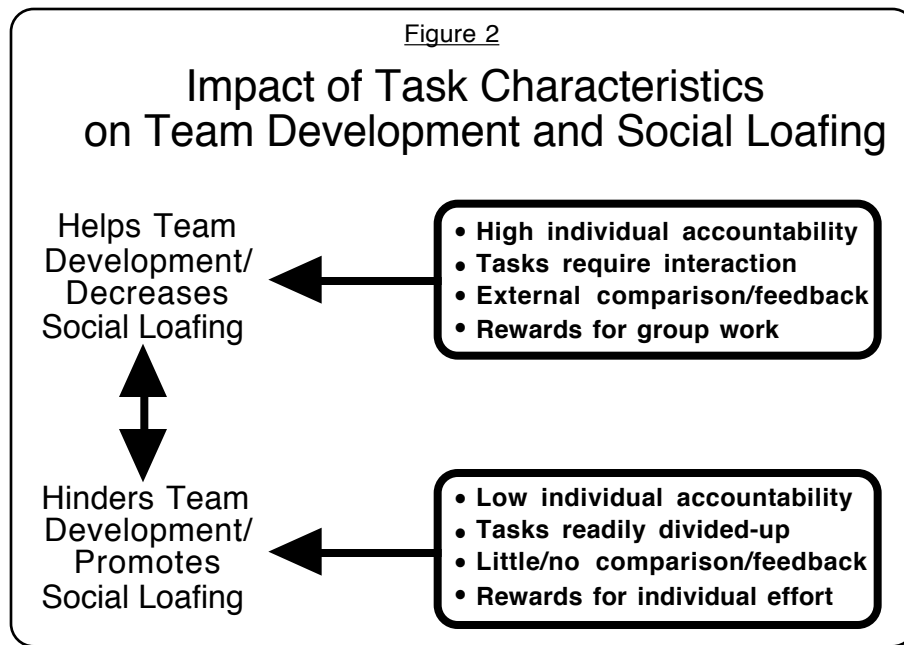 Figure 2
Impact of Task Characteristics
on Team Development and Social Loafing
Helps Team
Development/
Decreases
Social Loafing
• High individual accountability
• Tasks require interaction
• External comparison/feedback
• Rewards for group work
Hinders Team
Development/
Promotes
Social Loafing
• Low individual accountability
• Tasks readily divided-up
• Little/no comparison/feedback
• Rewards for individual effort